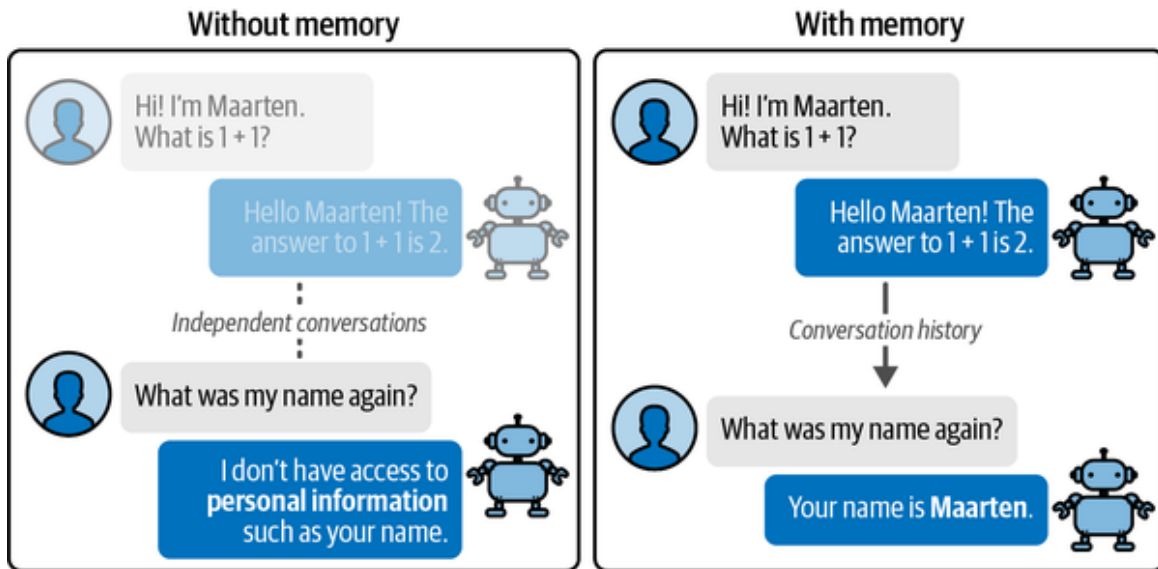 Without memory
Hi! I'm Maarten.
What is 1 + 1?
Hello Maarten! The
answer to 1 + 1 is 2.
Independent conversations
What was my name again?
I don't have access to
personal information
such as your name.
With memory
Hi! I'm Maarten.
What is 1 + 1?
Hello Maarten! The
answer to 1 + 1 is 2.
Conversation history
What was my name again?
Your name is Maarten.